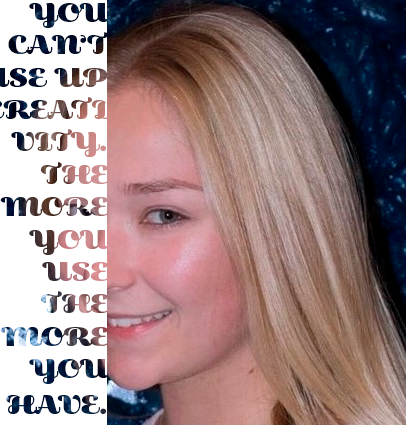 YOU
CAN'T
USE UP
CREATI
VITY.
THE
MORE
YOU
USE
THE
MORE
YOU
HAVE.